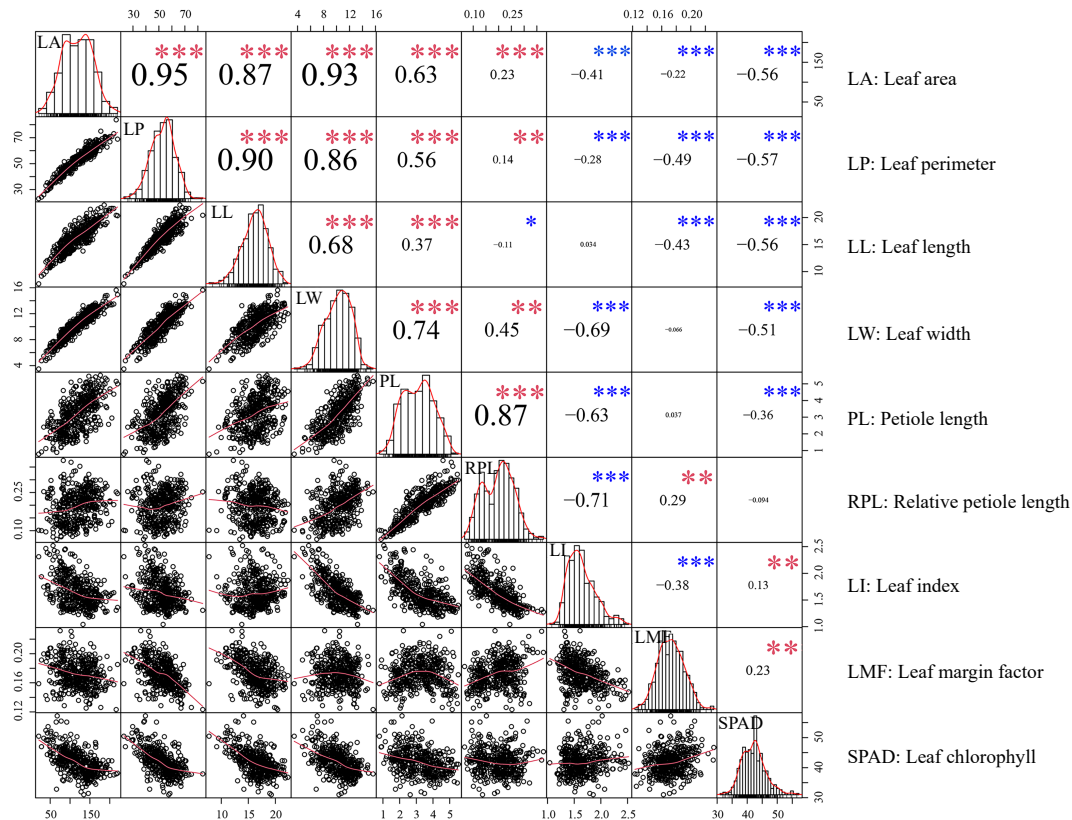 30 50 70
4 8 12 16
0.10 0.25
0.12 0.16 0.20
LA *** 0.95 *** 0.87 *** 0.93 *** 0.63 *** 0.23 *** −0.41 *** −0.22 *** −0.56 50 150 LA: Leaf area
30 50 70 LP *** 0.90 *** 0.86 *** 0.56 ** 0.14 *** −0.28 *** −0.49 *** −0.57 LP: Leaf perimeter
LL *** 0.68 *** 0.37 * −0.11 0.034 *** −0.43 *** −0.56 10 15 20 LL: Leaf length
4 8 12 16 LW *** 0.74 ** 0.45 *** −0.69 −0.066 *** −0.51 LW: Leaf width
PL *** 0.87 *** −0.63 0.037 *** −0.36 1 2 3 4 5 PL: Petiole length
0.10 0.25 RPL *** −0.71 ** 0.29 −0.094 RPL: Relative petiole length
LL *** −0.38 ** 0.13 1.0 1.5 2.0 2.5 LI: Leaf index
0.12 0.16 0.20 LMF ** 0.23 LMF: Leaf margin factor
SPAD 30 40 50 SPAD: Leaf chlorophyll
50 150
10 15 20
1 2 3 4 5
1.0 1.5 2.0 2.5
30 40 50